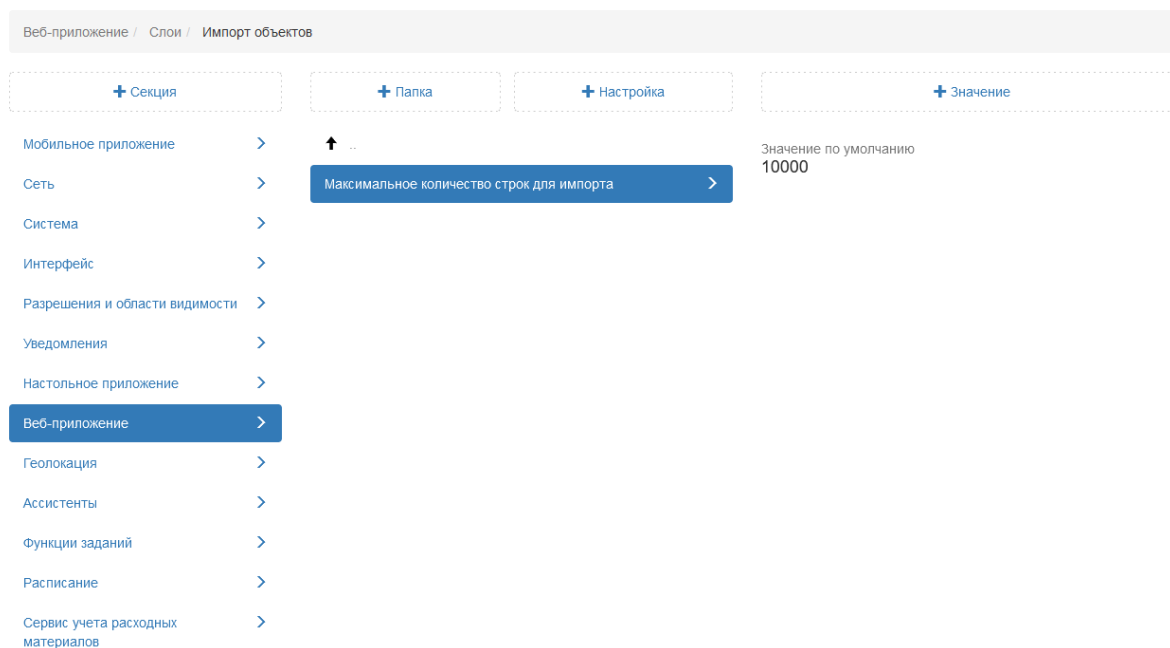 Веб-приложение / Слои / Импорт объектов
+ Секция
+ Папка
+ Настройка
+ Значение
Мобильное приложение
Сеть
Система
Интерфейс
Разрешения и области видимости
Уведомления
Настольное приложение
Веб-приложение
Геолокация
Ассистенты
Функции заданий
Расписание
Сервис учета расходных
материалов
..
Максимальное количество строк для импорта
Значение по умолчанию
10000